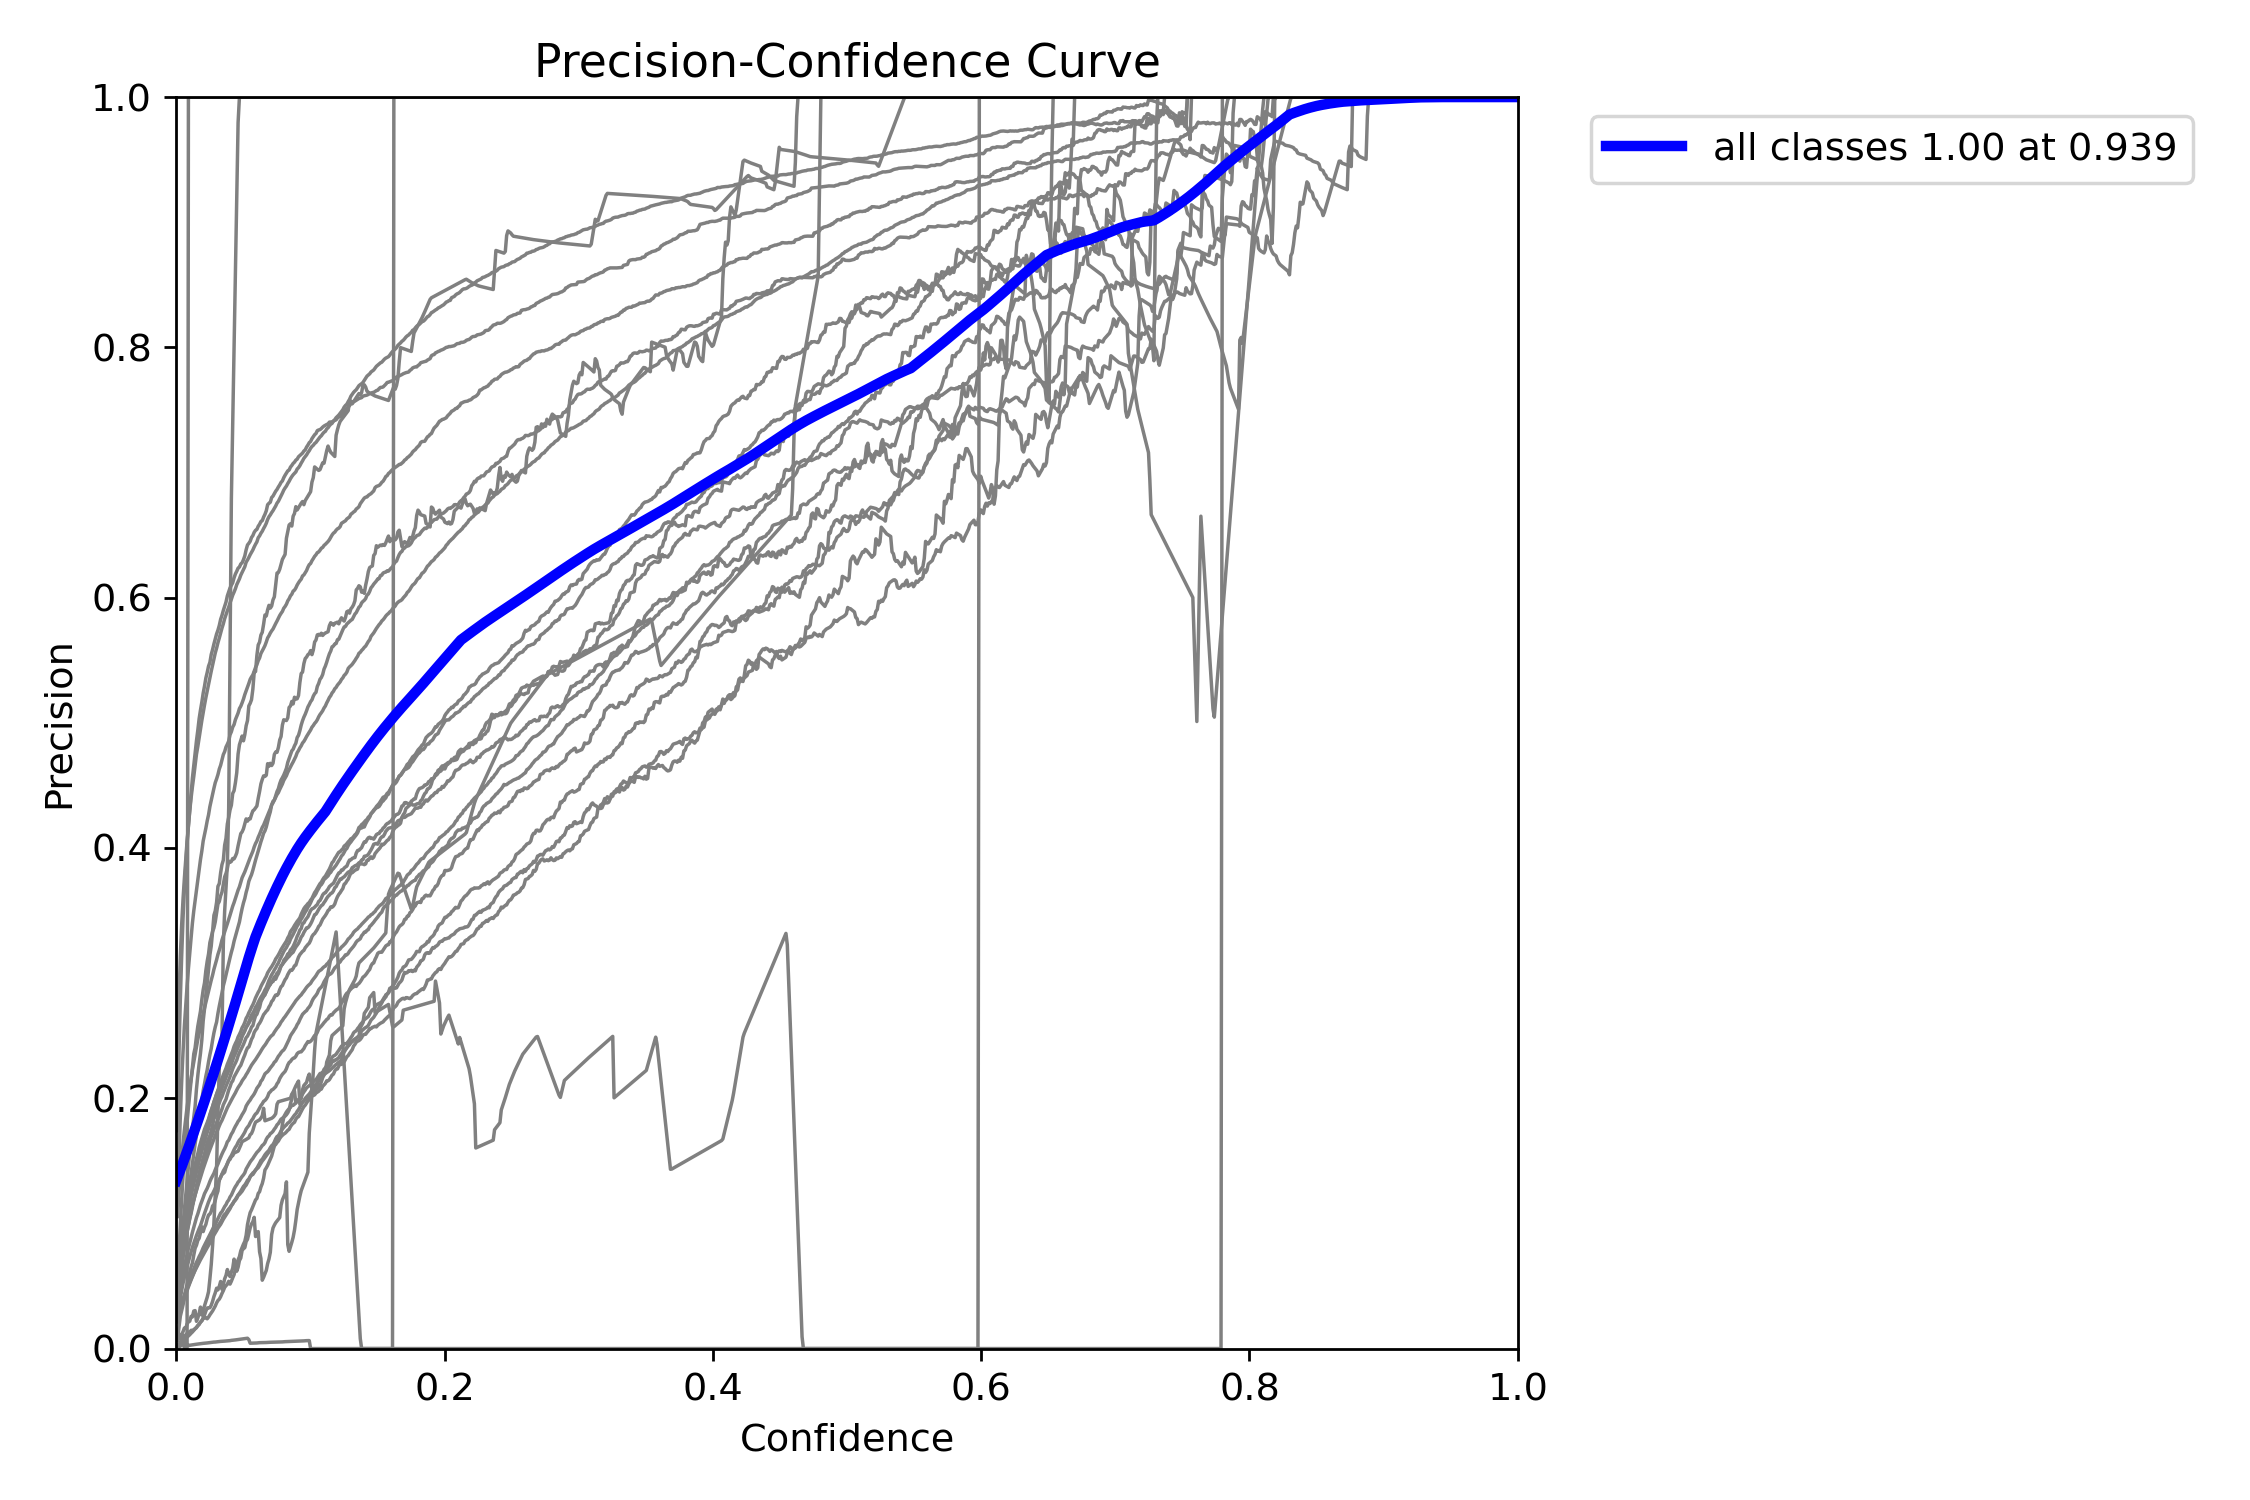 Precision-Confidence Curve
all classes 1.00 at 0.939
Precision
1.0
0.8
0.6
0.4
0.2
0.0
0.0 0.2 0.4 0.6 0.8 1.0
Confidence